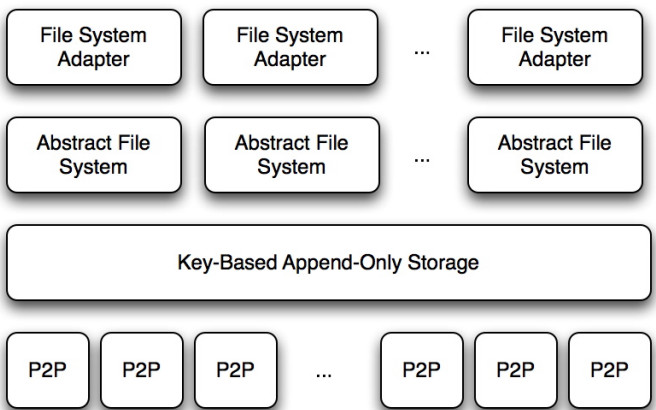 File System
Adapter
File System
Adapter
...
File System
Adapter
Abstract File
System
Abstract File
System
...
Abstract File
System
Key-Based Append-Only Storage
P2P
P2P
P2P
...
P2P
P2P
P2P